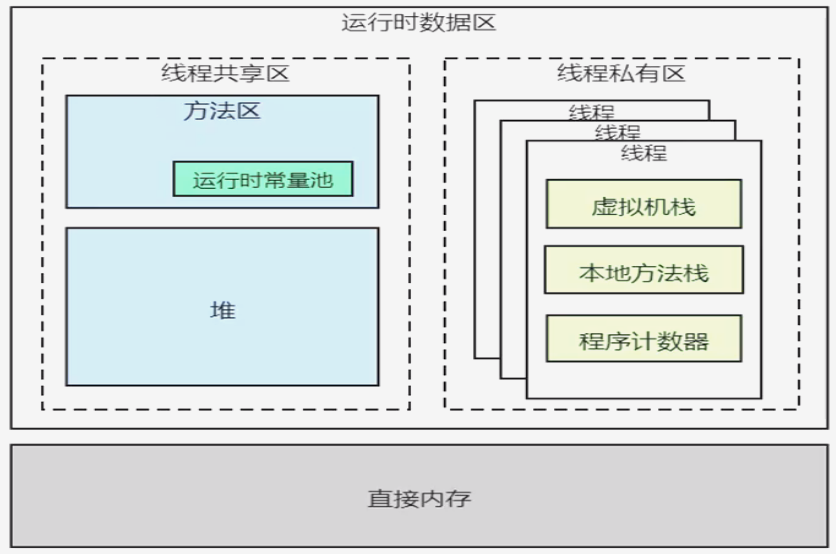 运行时数据区
线程共享区
方法区
运行时常量池
堆
线程私有区
线程
线程
线程
虚拟机栈
本地方法栈
程序计数器
直接内存